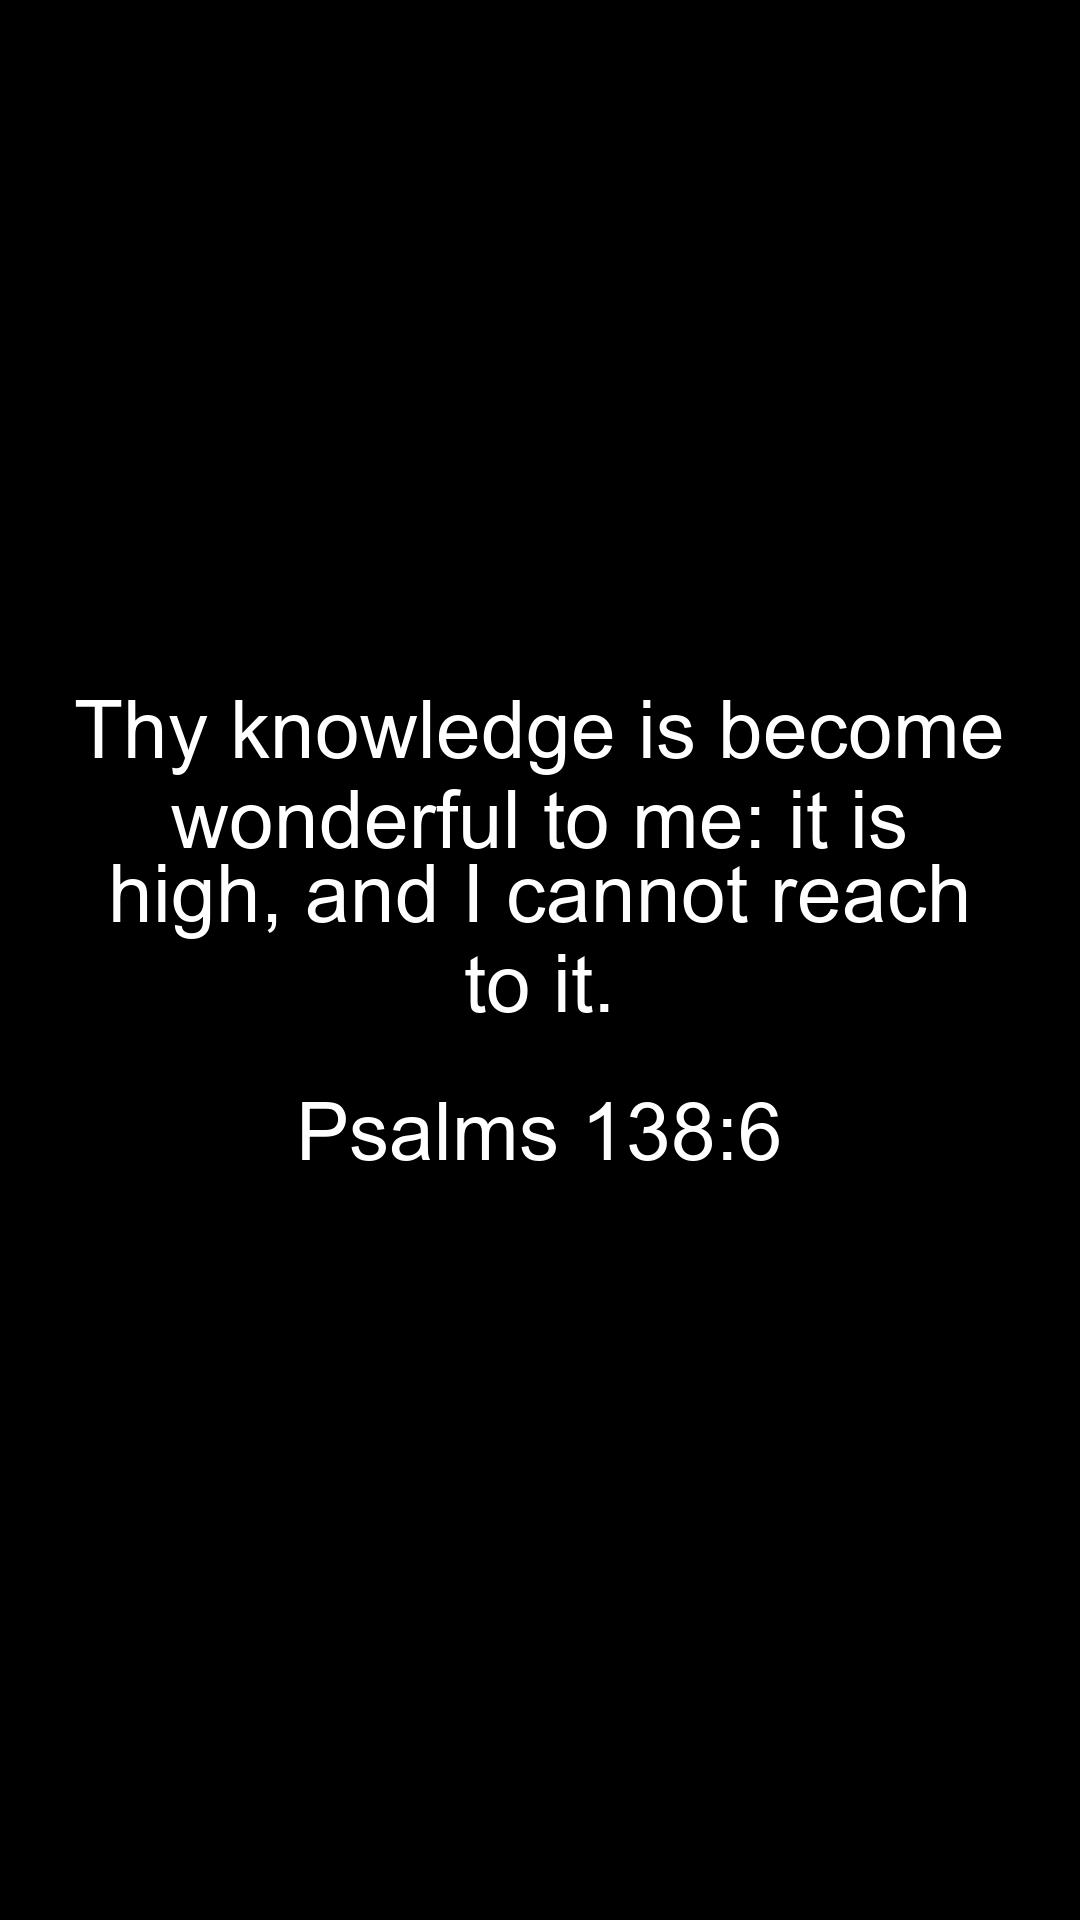 Thy knowledge is become
wonderful to me: it is
high, and I cannot reach
to it.
Psalms 138:6